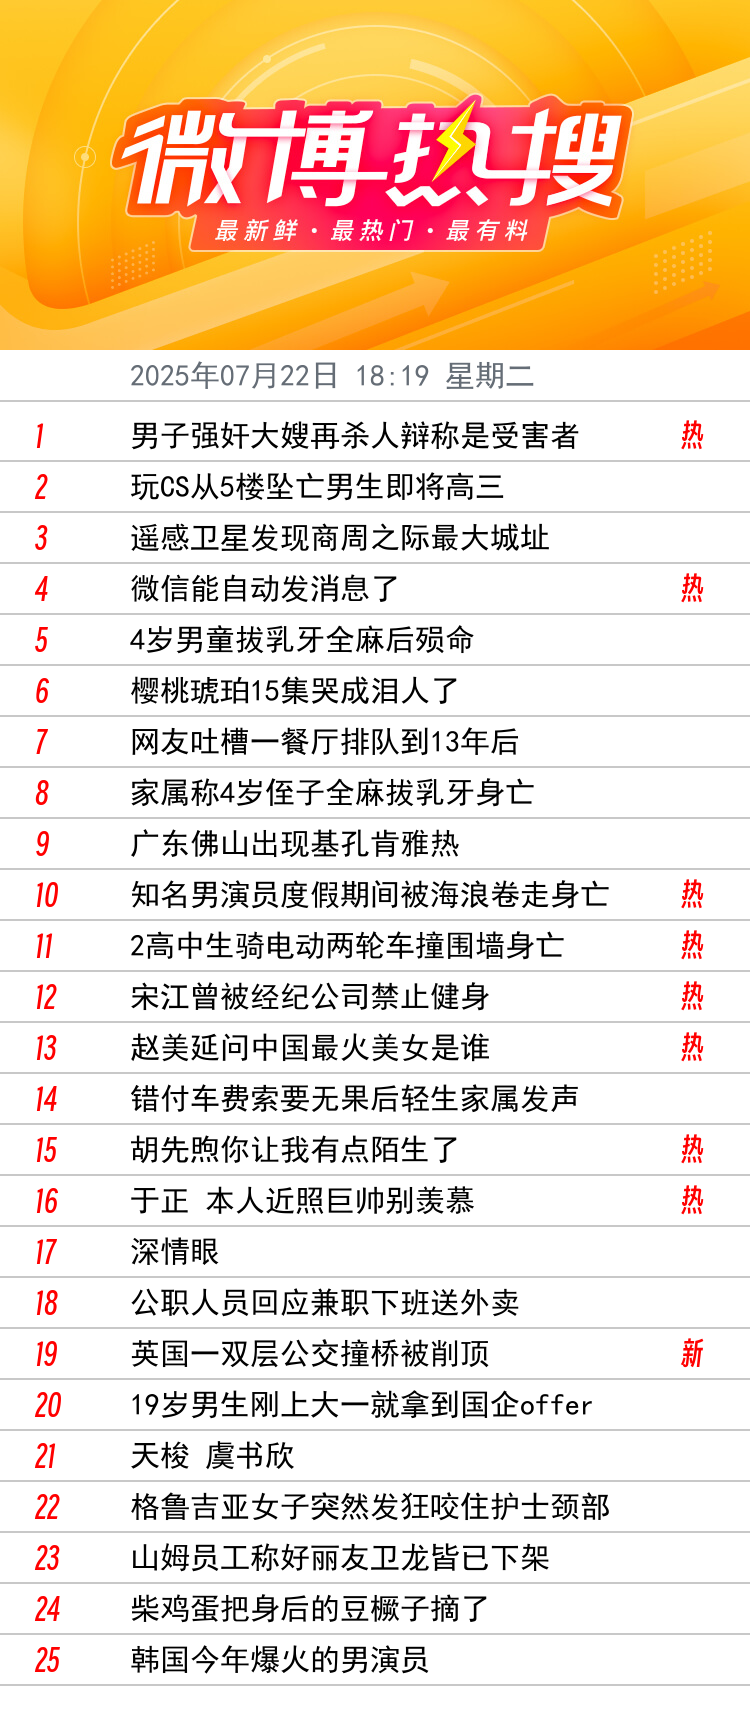 微博热搜
最新鲜·最热门·最有料
2025年07月22日 18:19 星期二
1 男子强奸大嫂再杀人辩称是受害者 热
2 玩CS从5楼坠亡男生即将高三
3 遥感卫星发现商周之际最大城址
4 微信能自动发消息了 热
5 4岁男童拔乳牙全麻后殒命
6 樱桃琥珀15集哭成泪人了
7 网友吐槽一餐厅排队到13年后
8 家属称4岁侄子全麻拔乳牙身亡
9 广东佛山出现基孔肯雅热
10 知名男演员度假期间被海浪卷走身亡 热
11 2高中生骑电动两轮车撞围墙身亡 热
12 宋江曾被经纪公司禁止健身 热
13 赵美延问中国最火美女是谁 热
14 错付车费索要无果后轻生家属发声
15 胡先煦你让我有点陌生了 热
16 于正 本人近照巨帅别羡慕 热
17 深情眼
18 公职人员回应兼职下班送外卖
19 英国一双层公交撞桥被削顶 新
20 19岁男生刚上大一就拿到国企offer
21 天梭 虞书欣
22 格鲁吉亚女子突然发狂咬住护士颈部
23 山姆员工称好丽友卫龙皆已下架
24 柴鸡蛋把身后的豆橛子摘了
25 韩国今年爆火的男演员